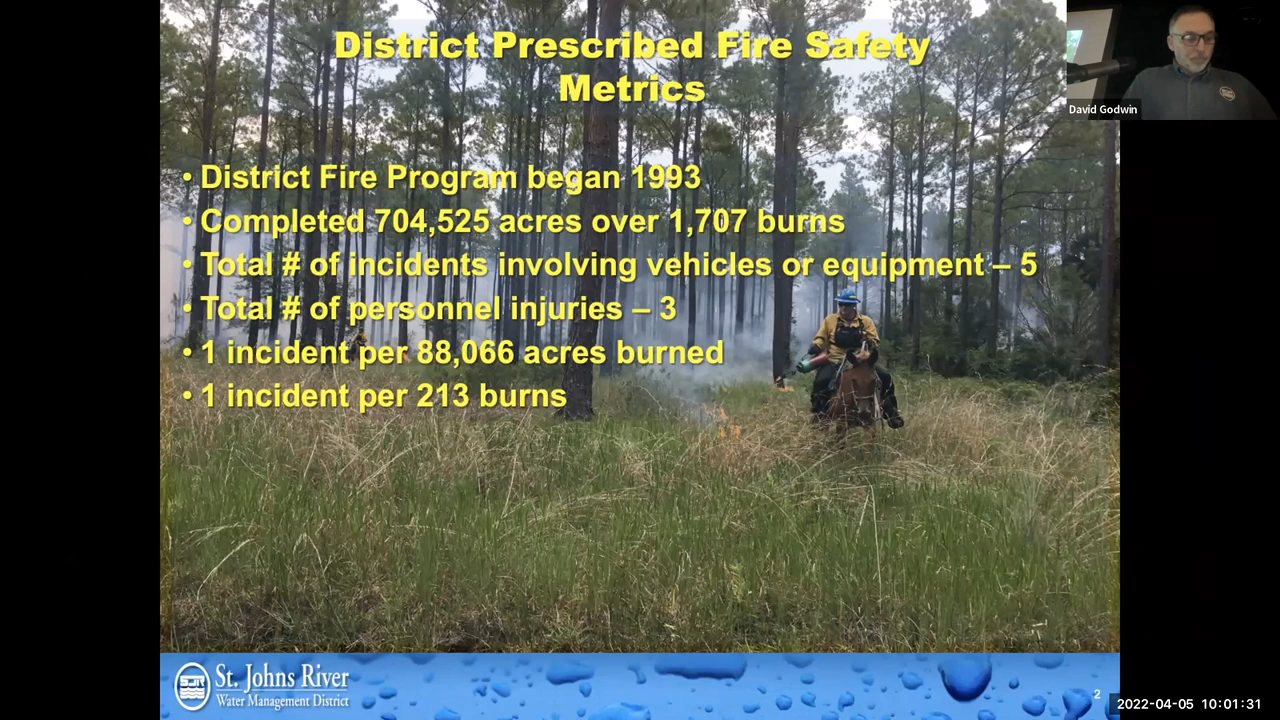 District Prescribed Fire Safety
Metrics
• District Fire Program began 1993
• Completed 704,525 acres over 1,707 burns
• Total # of incidents involving vehicles or equipment – 5
• Total # of personnel injuries – 3
• 1 incident per 88,066 acres burned
• 1 incident per 213 burns
David Godwin
SJR
St. Johns River
Water Management District
2
2022-04-05 10:01:31